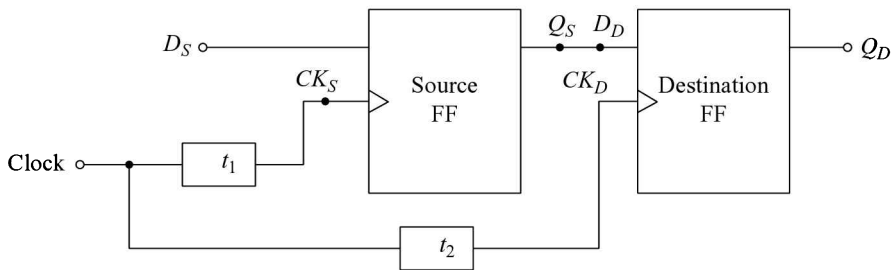 D_S
Q_S
D_D
Q_D
CK_S
Source
FF
CK_D
Destination
FF
Clock
t_1
t_2